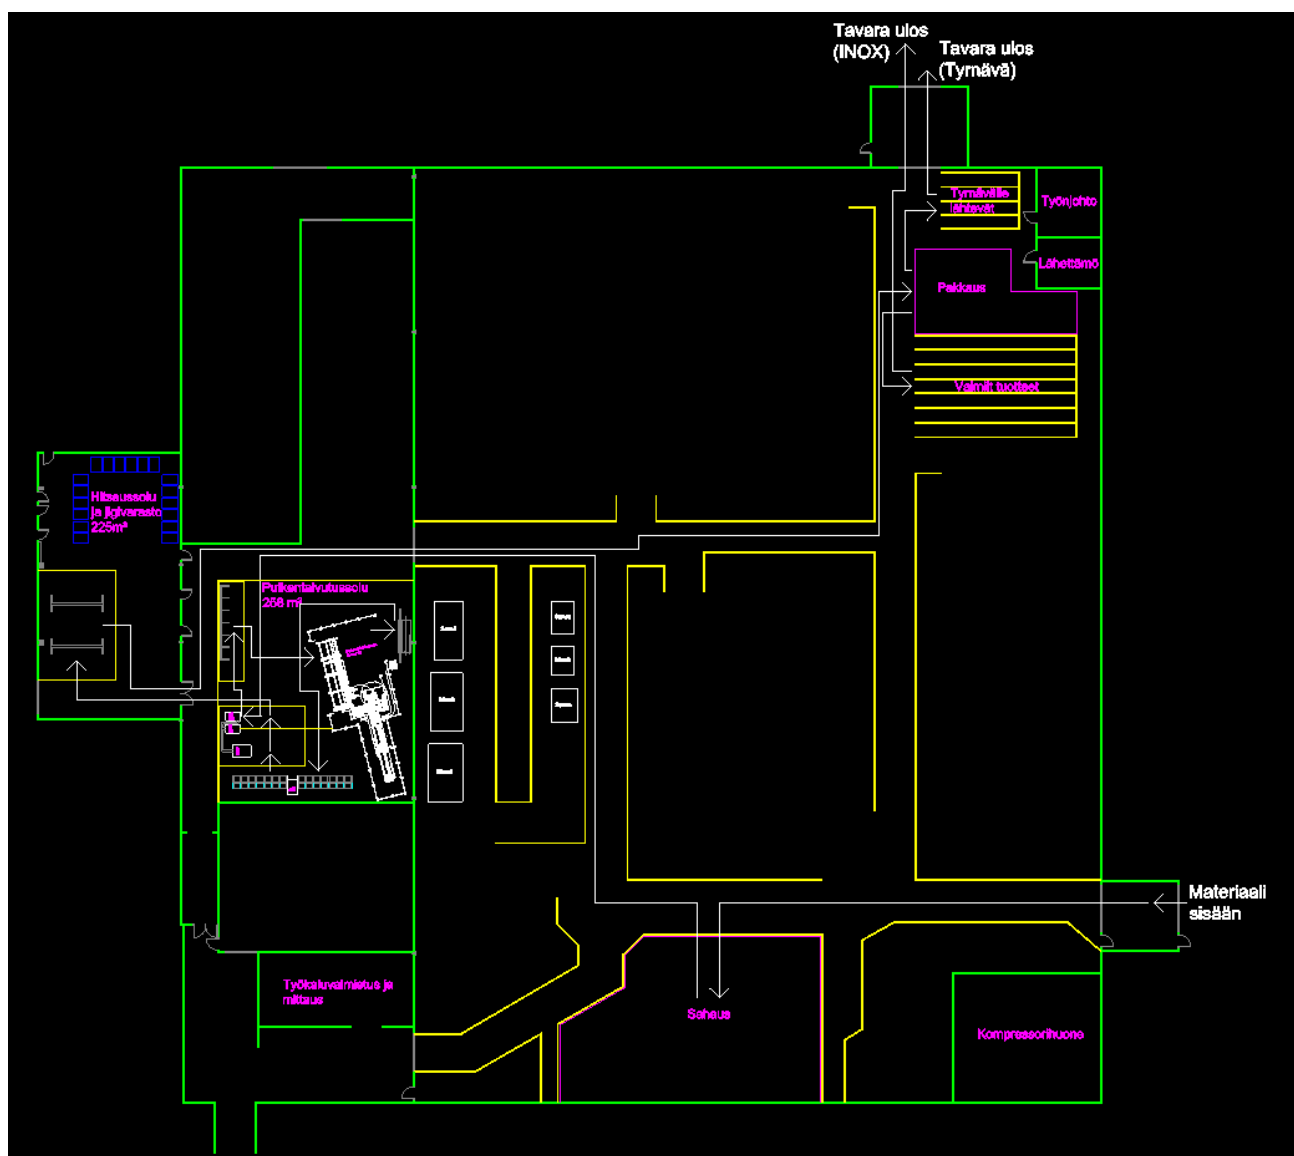 Tavara ulos
(INOX)
Tavara ulos
(Tyrnävä)
Tyrnävälle
lähtevät
Työnjohto
Lähettämö
Pakkaus
Valmiit tuotteet
Hitsaussolu
ja jigivarasto
225m²
Putkentaivutussolu
268 m²
Materiaali
sisään
Työkaluvalmistus ja
mittaus
Sahaus
Kompressorihuone